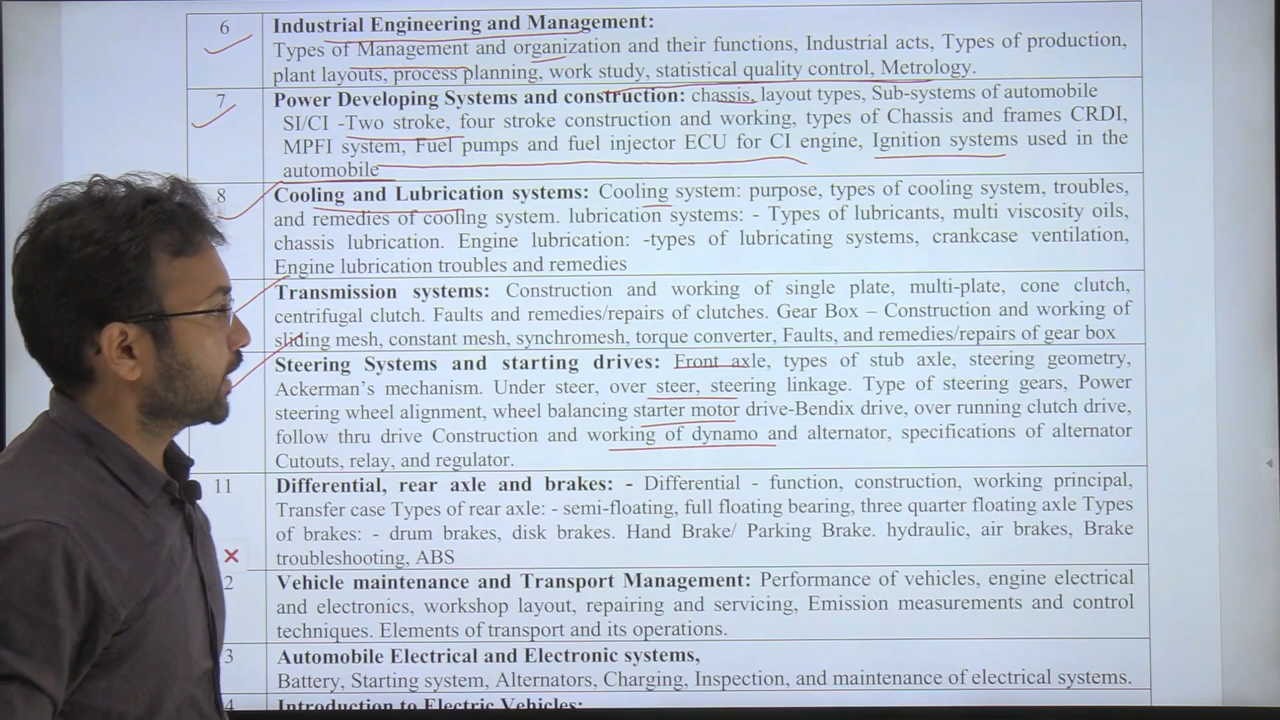 6 Industrial Engineering and Management:
Types of Management and organization and their functions, Industrial acts, Types of production,
plant layouts, process planning, work study, statistical quality control, Metrology.
7 Power Developing Systems and construction: chassis, layout types, Sub-systems of automobile
SI/CI -Two stroke, four stroke construction and working, types of Chassis and frames CRDI,
MPFI system, Fuel pumps and fuel injector ECU for CI engine, Ignition systems used in the
automobile
8 Cooling and Lubrication systems: Cooling system: purpose, types of cooling system, troubles,
and remedies of cooling system. lubrication systems: - Types of lubricants, multi viscosity oils,
chassis lubrication. Engine lubrication: -types of lubricating systems, crankcase ventilation,
Engine lubrication troubles and remedies
Transmission systems: Construction and working of single plate, multi-plate, cone clutch,
centrifugal clutch. Faults and remedies/repairs of clutches. Gear Box – Construction and working of
sliding mesh, constant mesh, synchromesh, torque converter, Faults, and remedies/repairs of gear box
Steering Systems and starting drives: Front axle, types of stub axle, steering geometry,
Ackerman's mechanism. Under steer, over steer, steering linkage. Type of steering gears, Power
steering wheel alignment, wheel balancing starter motor drive-Bendix drive, over running clutch drive,
follow thru drive Construction and working of dynamo and alternator, specifications of alternator
Cutouts, relay, and regulator.
11 Differential, rear axle and brakes: - Differential - function, construction, working principal,
Transfer case Types of rear axle: - semi-floating, full floating bearing, three quarter floating axle Types
of brakes: - drum brakes, disk brakes. Hand Brake/ Parking Brake. hydraulic, air brakes, Brake
troubleshooting, ABS
2 Vehicle maintenance and Transport Management: Performance of vehicles, engine electrical
and electronics, workshop layout, repairing and servicing, Emission measurements and control
techniques. Elements of transport and its operations.
3 Automobile Electrical and Electronic systems,
Battery, Starting system, Alternators, Charging, Inspection, and maintenance of electrical systems.
4 Introduction to Electric Vehicles: